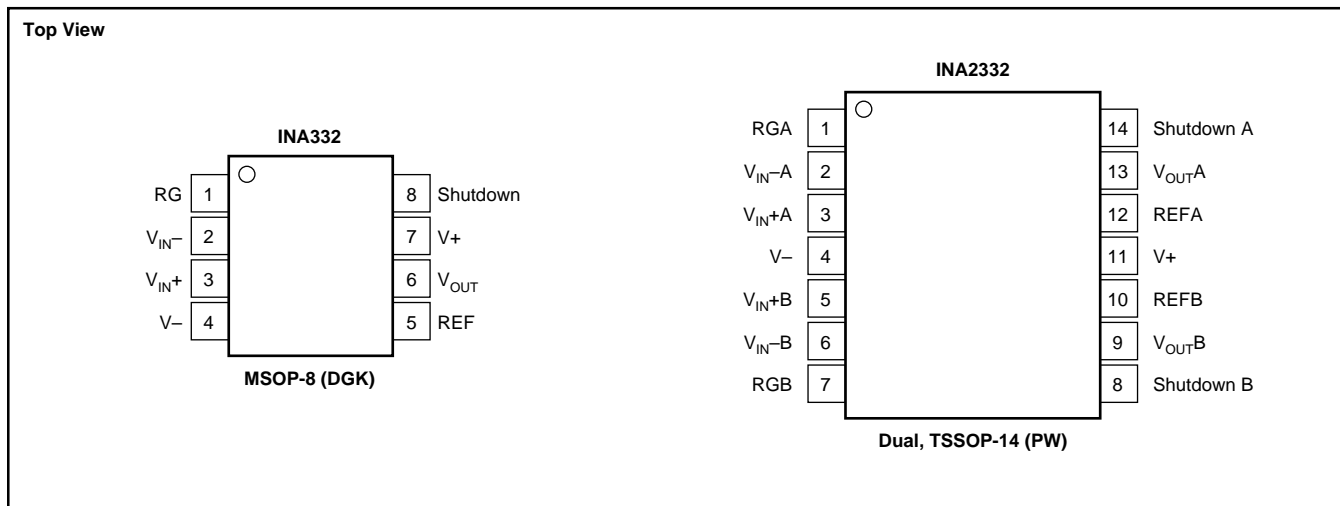 Top View
INA332
RG 1 8 Shutdown
V_IN– 2 7 V+
V_IN+ 3 6 V_OUT
V– 4 5 REF
MSOP-8 (DGK)
INA2332
RGA 1 14 Shutdown A
V_IN–A 2 13 V_OUTA
V_IN+A 3 12 REFA
V– 4 11 V+
V_IN+B 5 10 REFB
V_IN–B 6 9 V_OUTB
RGB 7 8 Shutdown B
Dual, TSSOP-14 (PW)